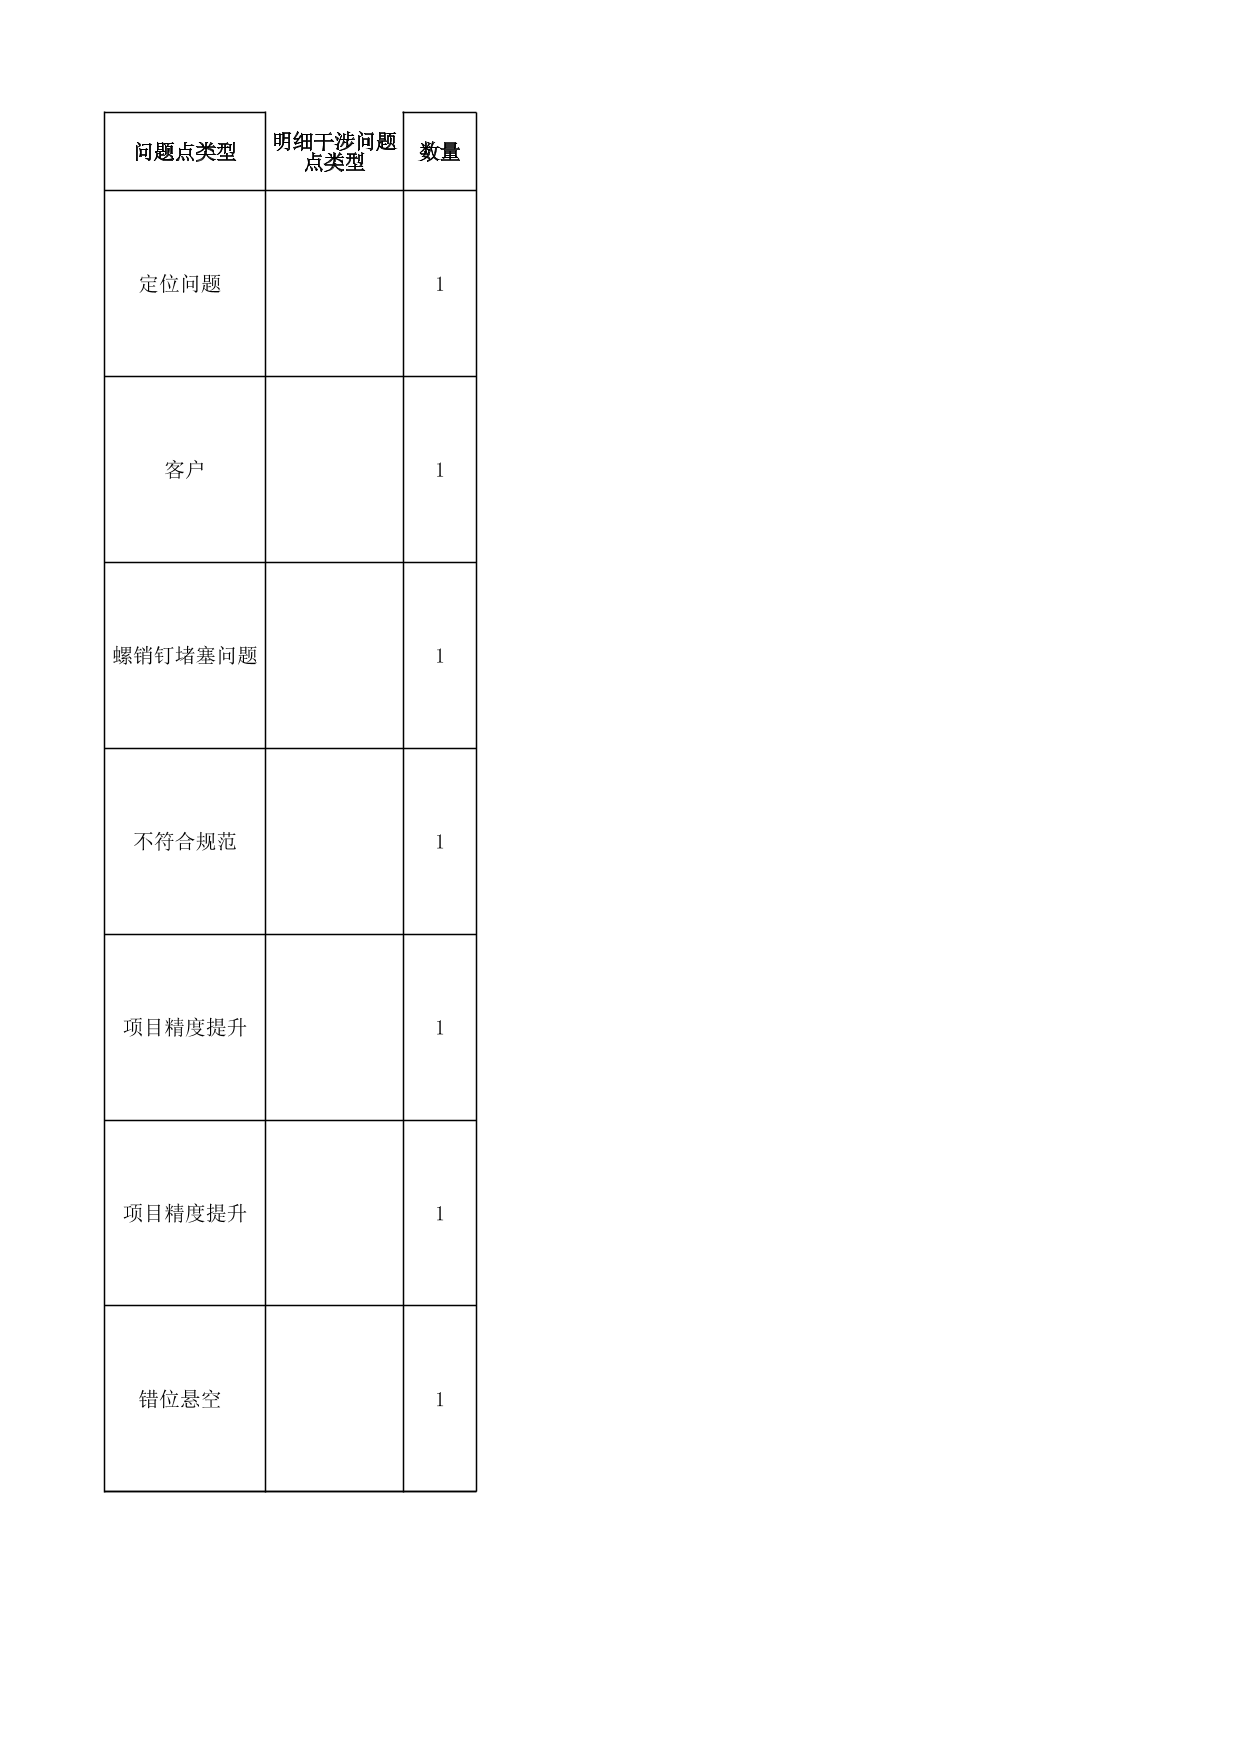 问题点类型
明细干涉问题
点类型
数量
定位问题
1
客户
1
螺销钉堵塞问题
1
不符合规范
1
项目精度提升
1
项目精度提升
1
错位悬空
1